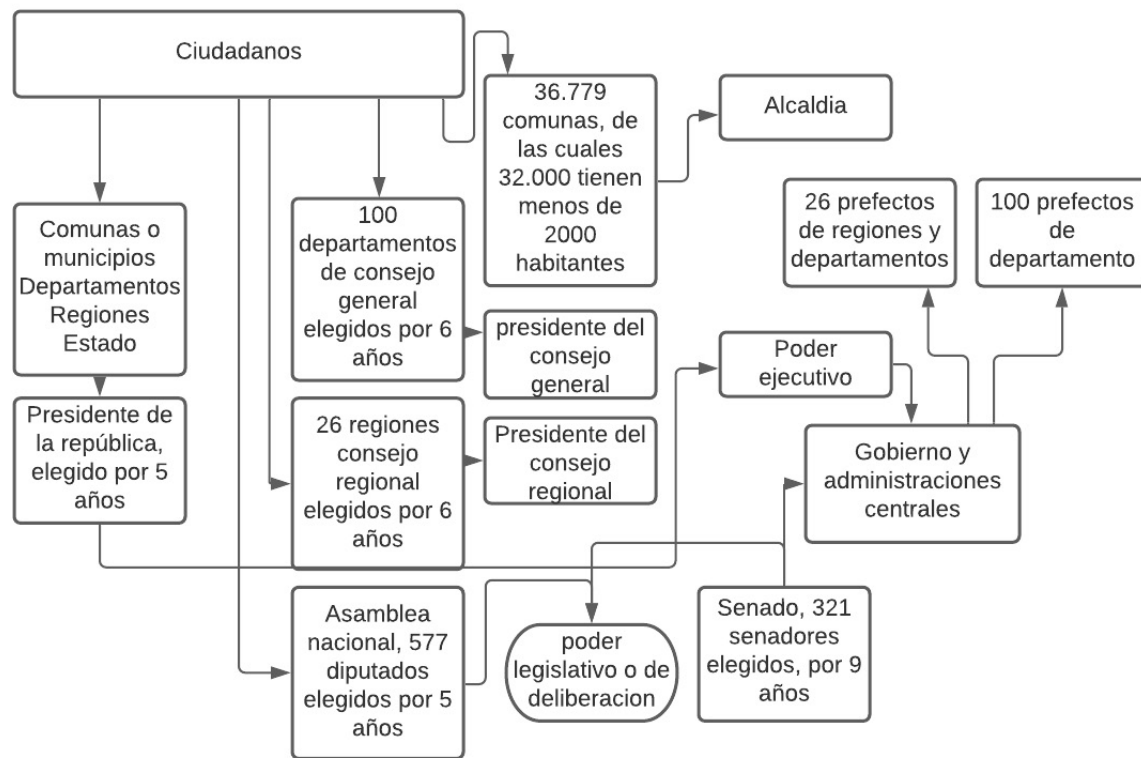 Ciudadanos
36.779
comunas, de
las cuales
32.000 tienen
menos de
2000
habitantes
Alcaldia
Comunas o
municipios
Departamentos
Regiones
Estado
100
departamentos
de consejo
general
elegidos por 6
años
26 prefectos
de regiones y
departamentos
100 prefectos
de
departamento
presidente del
consejo
general
Poder
ejecutivo
Presidente de
la república,
elegido por 5
años
26 regiones
consejo
regional
elegidos por 6
años
Presidente del
consejo
regional
Gobierno y
administraciones
centrales
Asamblea
nacional, 577
diputados
elegidos por 5
años
poder
legislativo o de
deliberacion
Senado, 321
senadores
elegidos, por 9
años